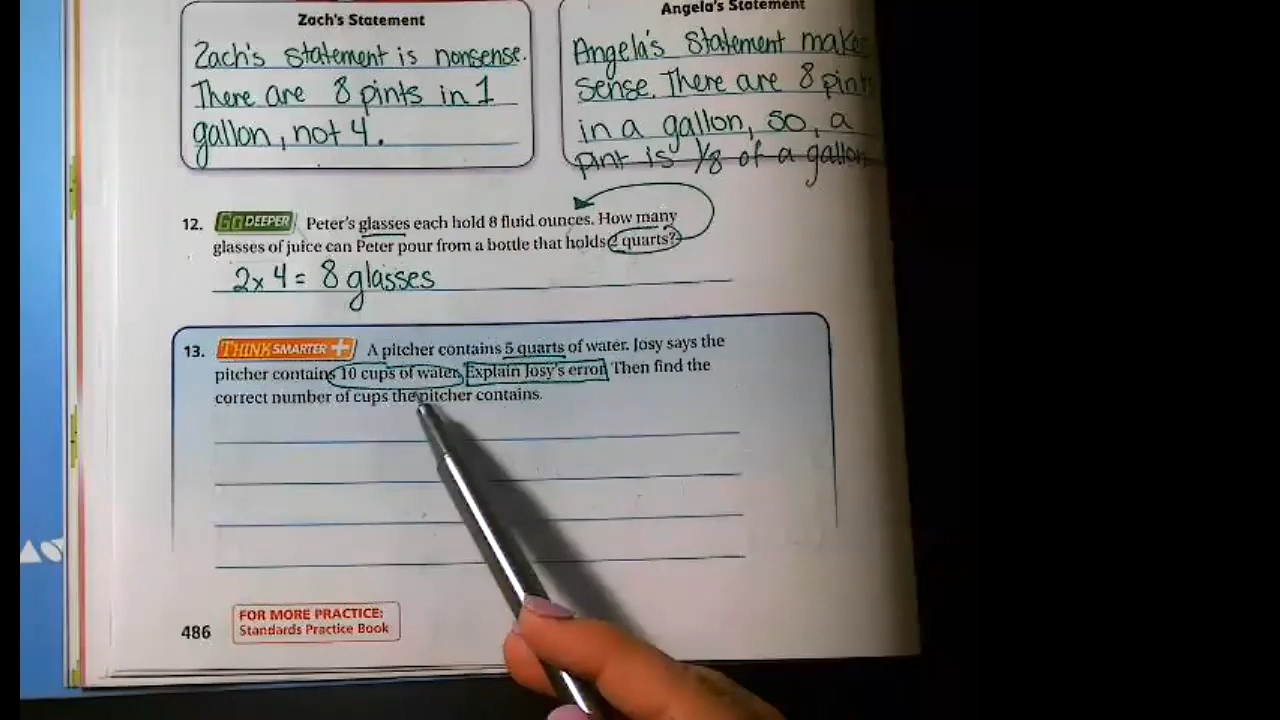 Zach's Statement
Zach's statement is nonsense.
There are 8 pints in 1
gallon, not 4.
Angela's Statement
Angela's statement make
sense. There are 8 pint
in a gallon, so, a
pint is 1/8 of a gallon
12. Go DEEPER Peter's glasses each hold 8 fluid ounces. How many
glasses of juice can Peter pour from a bottle that holds 2 quarts?
2 x 4 = 8 glasses
13. THINK SMARTER + A pitcher contains 5 quarts of water. Josy says the
pitcher contains 10 cups of water. Explain Josy's error. Then find the
correct number of cups the pitcher contains.
486
FOR MORE PRACTICE:
Standards Practice Book